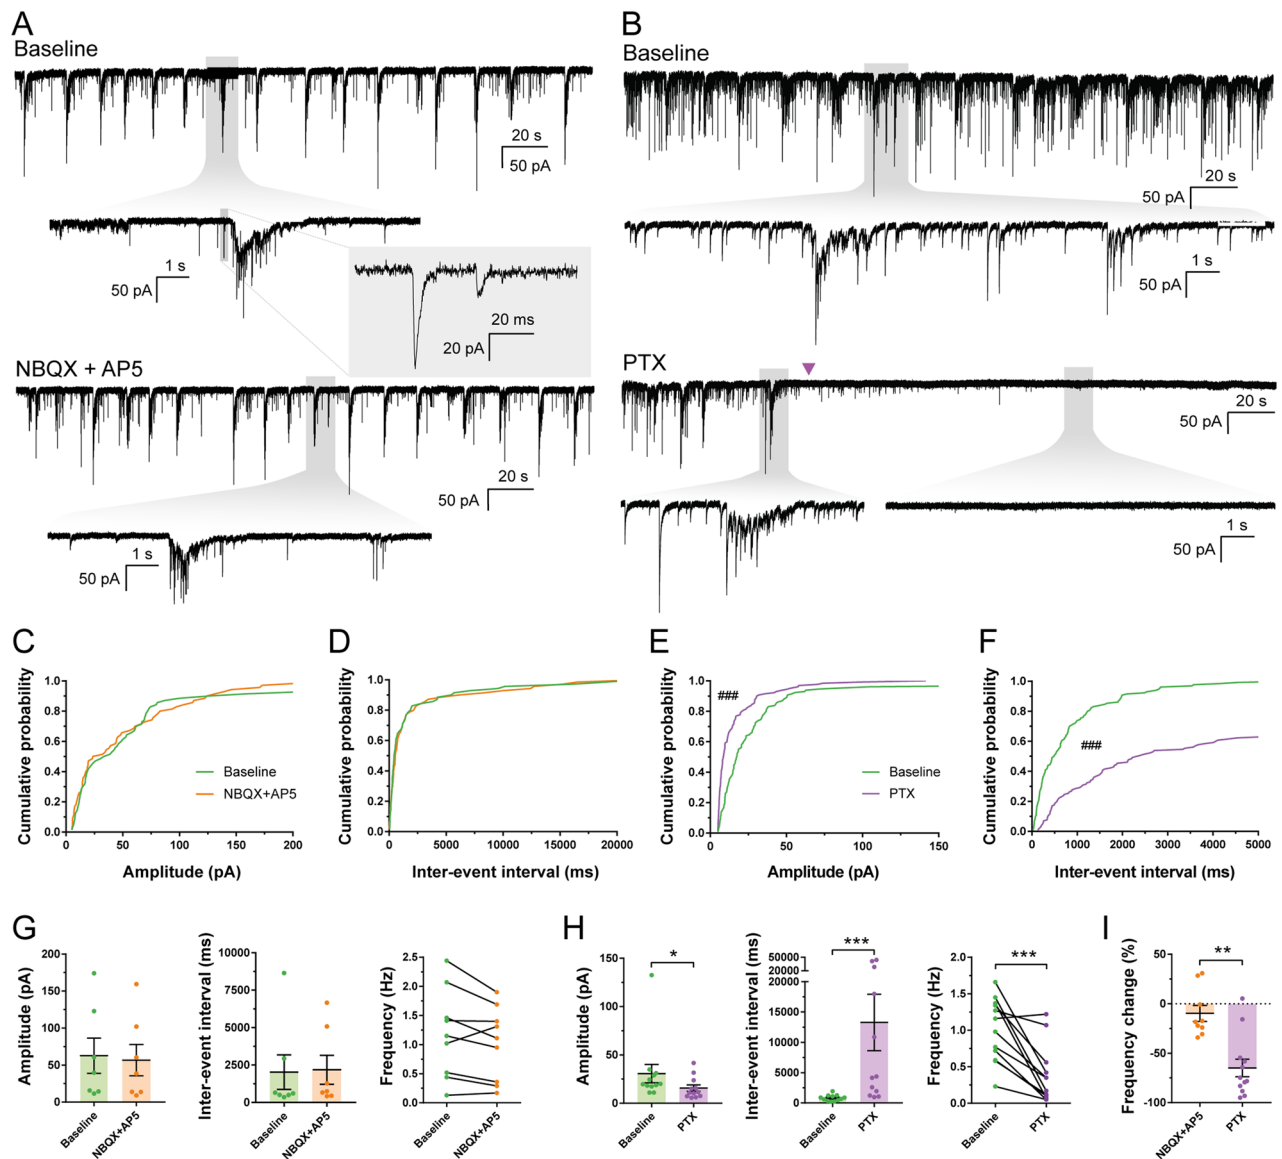 A
Baseline
20 s
50 pA
1 s
50 pA
20 ms
20 pA
NBQX + AP5
20 s
50 pA
1 s
50 pA
B
Baseline
20 s
50 pA
1 s
50 pA
PTX
20 s
50 pA
1 s
50 pA
C
Cumulative probability
1.0
0.8
0.6
0.4
0.2
0.0
Baseline
NBQX+AP5
0 50 100 150 200
Amplitude (pA)
D
Cumulative probability
1.0
0.8
0.6
0.4
0.2
0.0
0 5000 10000 15000 20000
Inter-event interval (ms)
E
Cumulative probability
1.0
0.8
0.6
0.4
0.2
0.0
###
Baseline
PTX
0 50 100 150
Amplitude (pA)
F
Cumulative probability
1.0
0.8
0.6
0.4
0.2
0.0
###
0 1000 2000 3000 4000 5000
Inter-event interval (ms)
G
Amplitude (pA)
200
150
100
50
0
Baseline NBQX+AP5
Inter-event interval (ms)
10000
7500
5000
2500
0
Baseline NBQX+AP5
Frequency (Hz)
2.5
2.0
1.5
1.0
0.5
0.0
Baseline NBQX+AP5
H
Amplitude (pA)
150
100
50
0
*
Baseline PTX
Inter-event interval (ms)
50000
20000
20000
15000
10000
5000
0
***
Baseline PTX
Frequency (Hz)
2.0
1.5
1.0
0.5
0.0
***
Baseline PTX
I
Frequency change (%)
50
0
-50
-100
**
NBQX+AP5 PTX